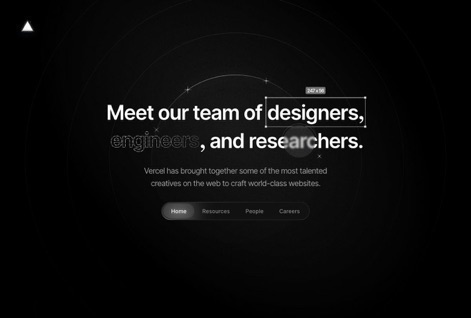 247 x 96
Meet our team of designers,
engineers, and researchers.
Vercel has brought together some of the most talented
creatives on the web to craft world-class websites.
Home Resources People Careers